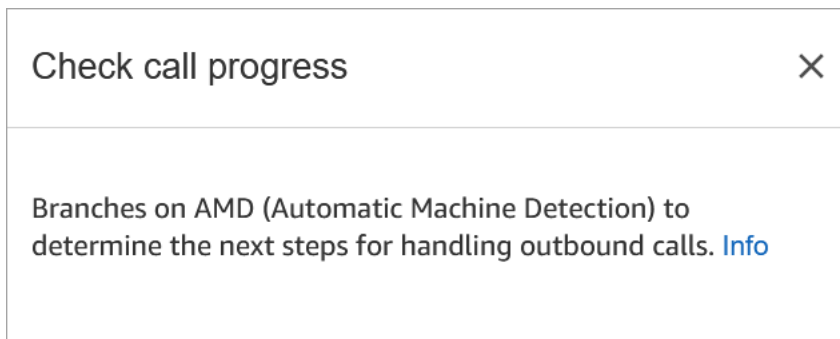 Check call progress
Branches on AMD (Automatic Machine Detection) to
determine the next steps for handling outbound calls. Info